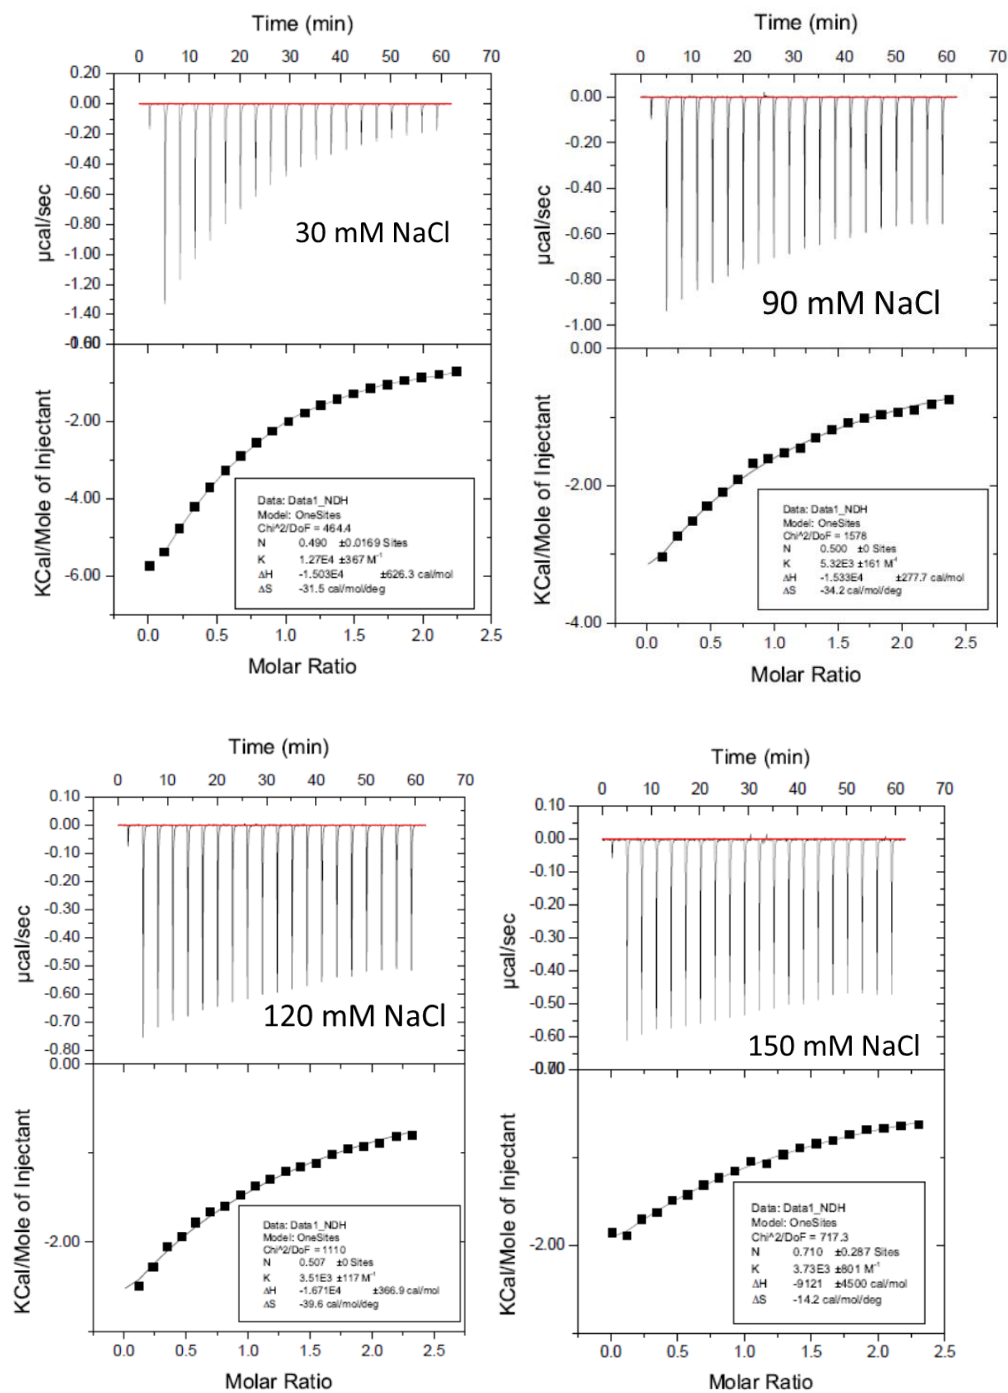 Time (min)
0 10 20 30 40 50 60 70
0.20
0.00
-0.20
-0.40
-0.60
-0.80
-1.00
-1.20
-1.40
µcal/sec
30 mM NaCl
-2.00
-4.00
-6.00
KCal/Mole of Injectant
Data: Data1_NDH
Model: OneSites
Chi^2/DoF = 464.4
N 0.490 ±0.0169 Sites
K 1.27E4 ±367 M⁻¹
ΔH -1.503E4 ±626.3 cal/mol
ΔS -31.5 cal/mol/deg
0.0 0.5 1.0 1.5 2.0 2.5
Molar Ratio
Time (min)
0 10 20 30 40 50 60 70
0.00
-0.20
-0.40
-0.60
-0.80
-1.00
0.00
µcal/sec
90 mM NaCl
-2.00
-4.00
KCal/Mole of Injectant
Data: Data1_NDH
Model: OneSites
Chi^2/DoF = 1578
N 0.500 ±0 Sites
K 5.32E3 ±161 M⁻¹
ΔH -1.533E4 ±277.7 cal/mol
ΔS -34.2 cal/mol/deg
0.0 0.5 1.0 1.5 2.0 2.5
Molar Ratio
Time (min)
0 10 20 30 40 50 60 70
0.10
0.00
-0.10
-0.20
-0.30
-0.40
-0.50
-0.60
-0.70
-0.80
0.00
µcal/sec
120 mM NaCl
-2.00
KCal/Mole of Injectant
Data: Data1_NDH
Model: OneSites
Chi^2/DoF = 1110
N 0.507 ±0 Sites
K 3.51E3 ±117 M⁻¹
ΔH -1.671E4 ±366.9 cal/mol
ΔS -39.6 cal/mol/deg
0.0 0.5 1.0 1.5 2.0 2.5
Molar Ratio
Time (min)
0 10 20 30 40 50 60 70
0.10
0.00
-0.10
-0.20
-0.30
-0.40
-0.50
-0.60
µcal/sec
150 mM NaCl
-2.00
KCal/Mole of Injectant
Data: Data1_NDH
Model: OneSites
Chi^2/DoF = 717.3
N 0.710 ±0.287 Sites
K 3.73E3 ±801 M⁻¹
ΔH -9121 ±4500 cal/mol
ΔS -14.2 cal/mol/deg
0.0 0.5 1.0 1.5 2.0 2.5
Molar Ratio